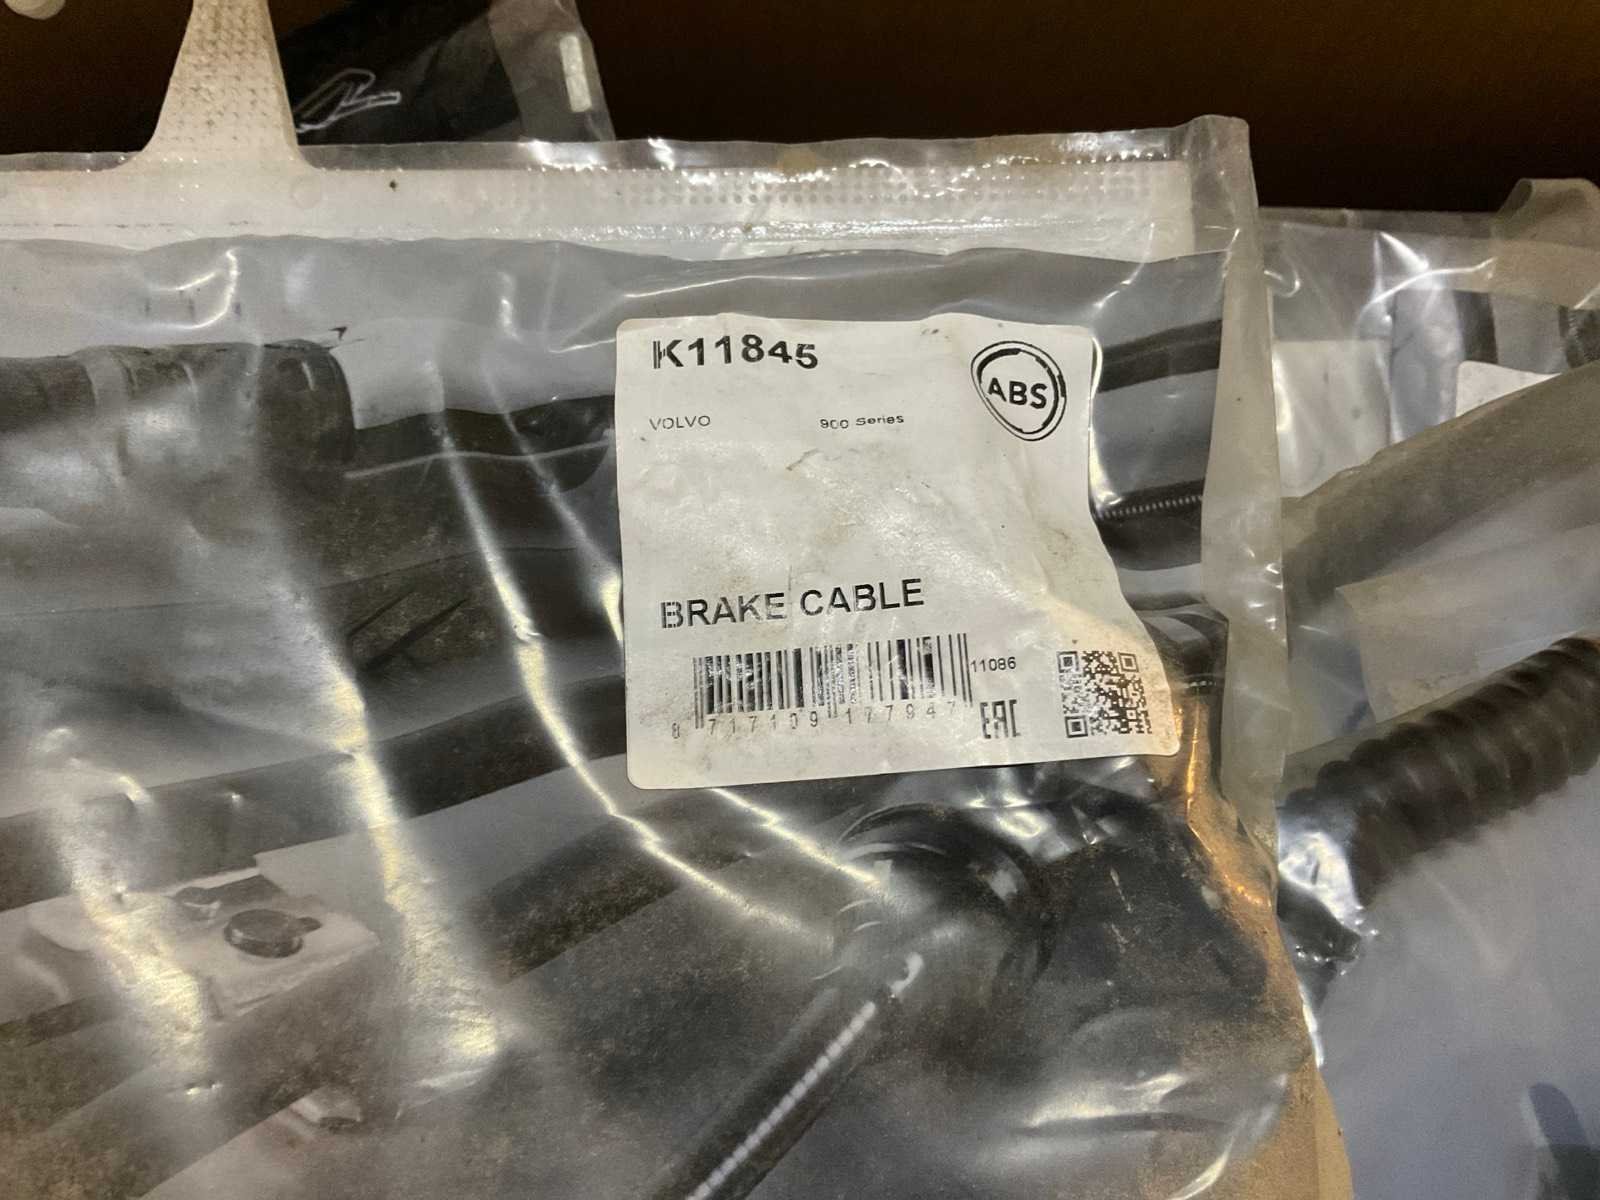 K11845
ABS
VOLVO 900 Series
BRAKE CABLE
11086
8 717109 177947
EAC